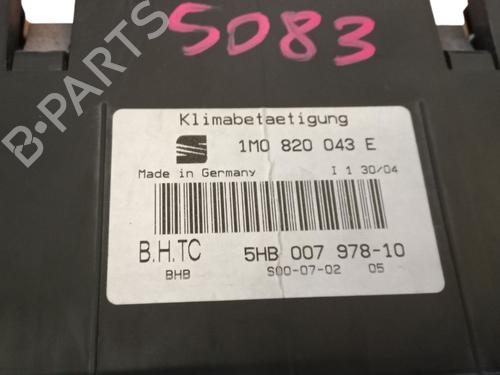 5083
B-PARTS
Klimabetaetigung
1M0 820 043 E
Made in Germany I 1 30/04
B.H.TC 5HB 007 978-10
BHB S00-07-02 05